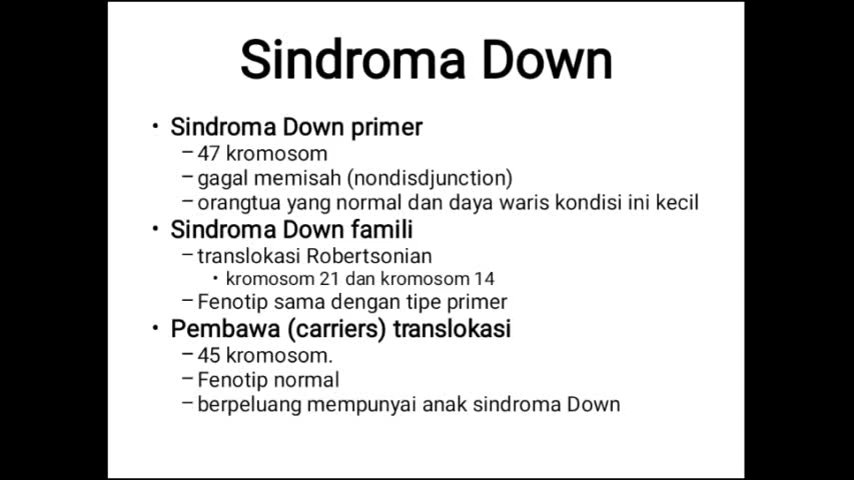 Sindroma Down
• Sindroma Down primer
– 47 kromosom
– gagal memisah (nondisdjunction)
– orangtua yang normal dan daya waris kondisi ini kecil
• Sindroma Down famili
– translokasi Robertsonian
• kromosom 21 dan kromosom 14
– Fenotip sama dengan tipe primer
• Pembawa (carriers) translokasi
– 45 kromosom.
– Fenotip normal
– berpeluang mempunyai anak sindroma Down